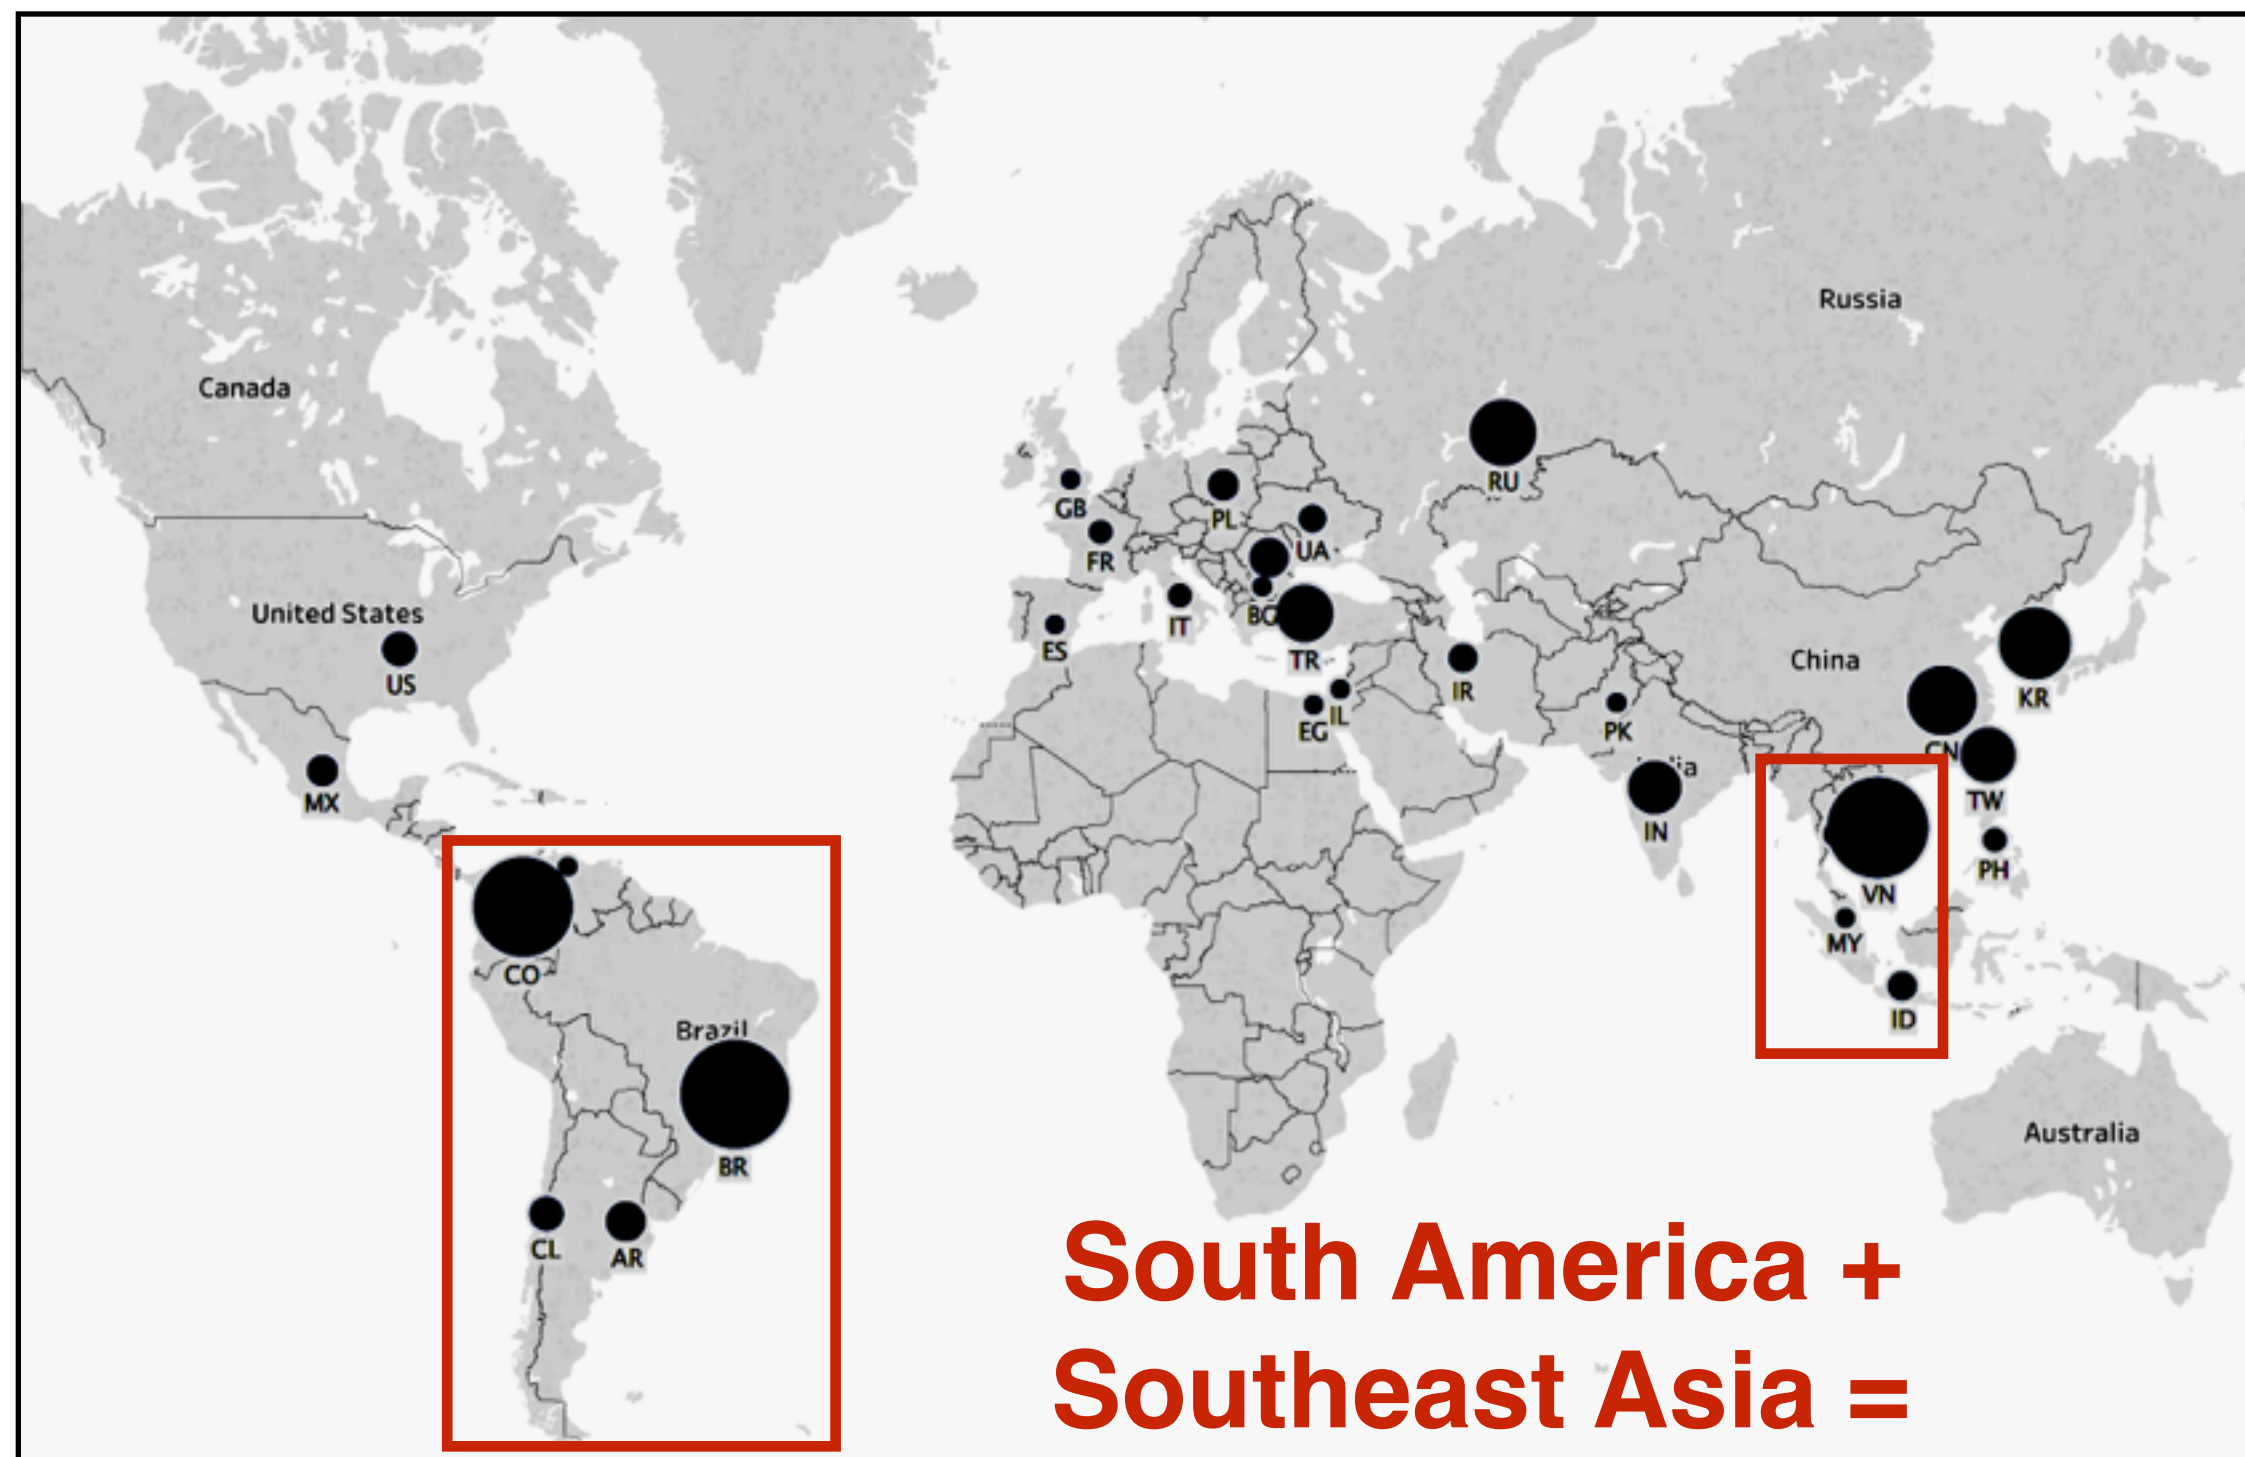 Russia
Canada
RU
GB
PL
FR
UA
United States
IT
BG
ES
TR
China
US
IR
KR
EG
IL
PK
CN
MX
IN
TW
PH
VN
MY
CO
ID
Brazil
Australia
BR
CL
AR
South America +
Southeast Asia =